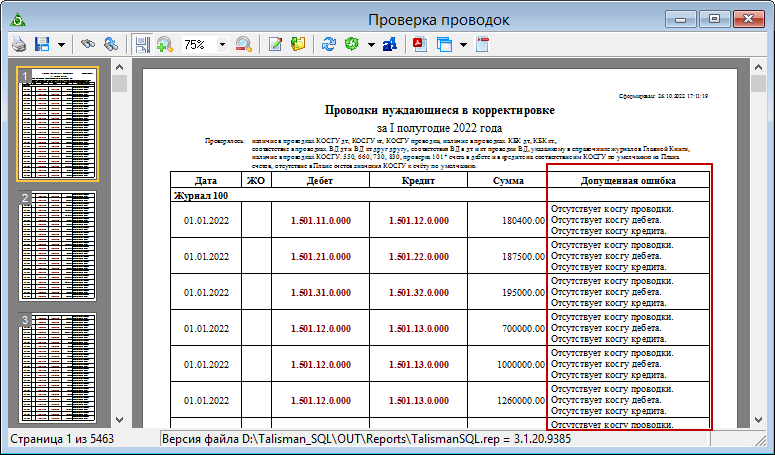 Проверка проводок
75%
1
2
3
Сформирован: 26.10.2022 17:11:19
Проводки нуждающиеся в корректировке
за I полугодие 2022 года
Проверялось: наличие в проводках КОСГУ дт, КОСГУ кт, КОСГУ проводки, наличие в проводках КБК дт, КБК кт,
соответствие в проводках ВД дт и ВД кт друг другу, соответствия ВД в дт и кт проводки ВД, указанному в справочнике журналов Главной Книги,
наличие в проводках КОСГУ: 550, 660, 730, 830, проверка 101* счета в дебете и в кредите на соответствием КОСГУ по умолчанию из Плана
счетов, отсутствие в Плане счетов значения КОСГУ к счёту по умолчанию.
Дата ЖО Дебет Кредит Сумма Допущенная ошибка
Журнал 100
01.01.2022 1.501.11.0.000 1.501.12.0.000 180400.00 Отсутствует косгу проводки.
Отсутствует косгу дебета.
Отсутствует косгу кредита.
01.01.2022 1.501.21.0.000 1.501.22.0.000 187500.00 Отсутствует косгу проводки.
Отсутствует косгу дебета.
Отсутствует косгу кредита.
01.01.2022 1.501.31.0.000 1.501.32.0.000 195000.00 Отсутствует косгу проводки.
Отсутствует косгу дебета.
Отсутствует косгу кредита.
01.01.2022 1.501.12.0.000 1.501.13.0.000 700000.00 Отсутствует косгу проводки.
Отсутствует косгу дебета.
Отсутствует косгу кредита.
01.01.2022 1.501.12.0.000 1.501.13.0.000 1000000.00 Отсутствует косгу проводки.
Отсутствует косгу дебета.
Отсутствует косгу кредита.
01.01.2022 1.501.12.0.000 1.501.13.0.000 1260000.00 Отсутствует косгу проводки.
Отсутствует косгу дебета.
Отсутствует косгу кредита.
Отсутствует косгу проводки.
Страница 1 из 5463 Версия файла D:\Talisman_SQL\OUT\Reports\TalismanSQL.rep = 3.1.20.9385